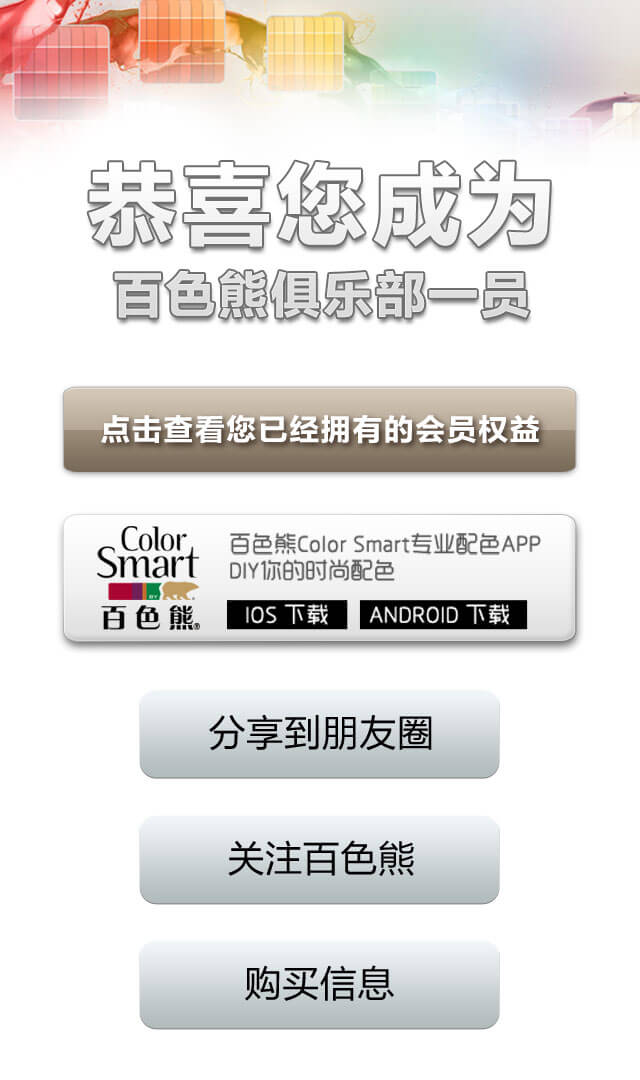 恭喜您成为
百色熊俱乐部一员
点击查看您已经拥有的会员权益
Color
Smart
BY
百色熊®
百色熊Color Smart专业配色APP
DIY你的时尚配色
IOS 下载
ANDROID 下载
分享到朋友圈
关注百色熊
购买信息